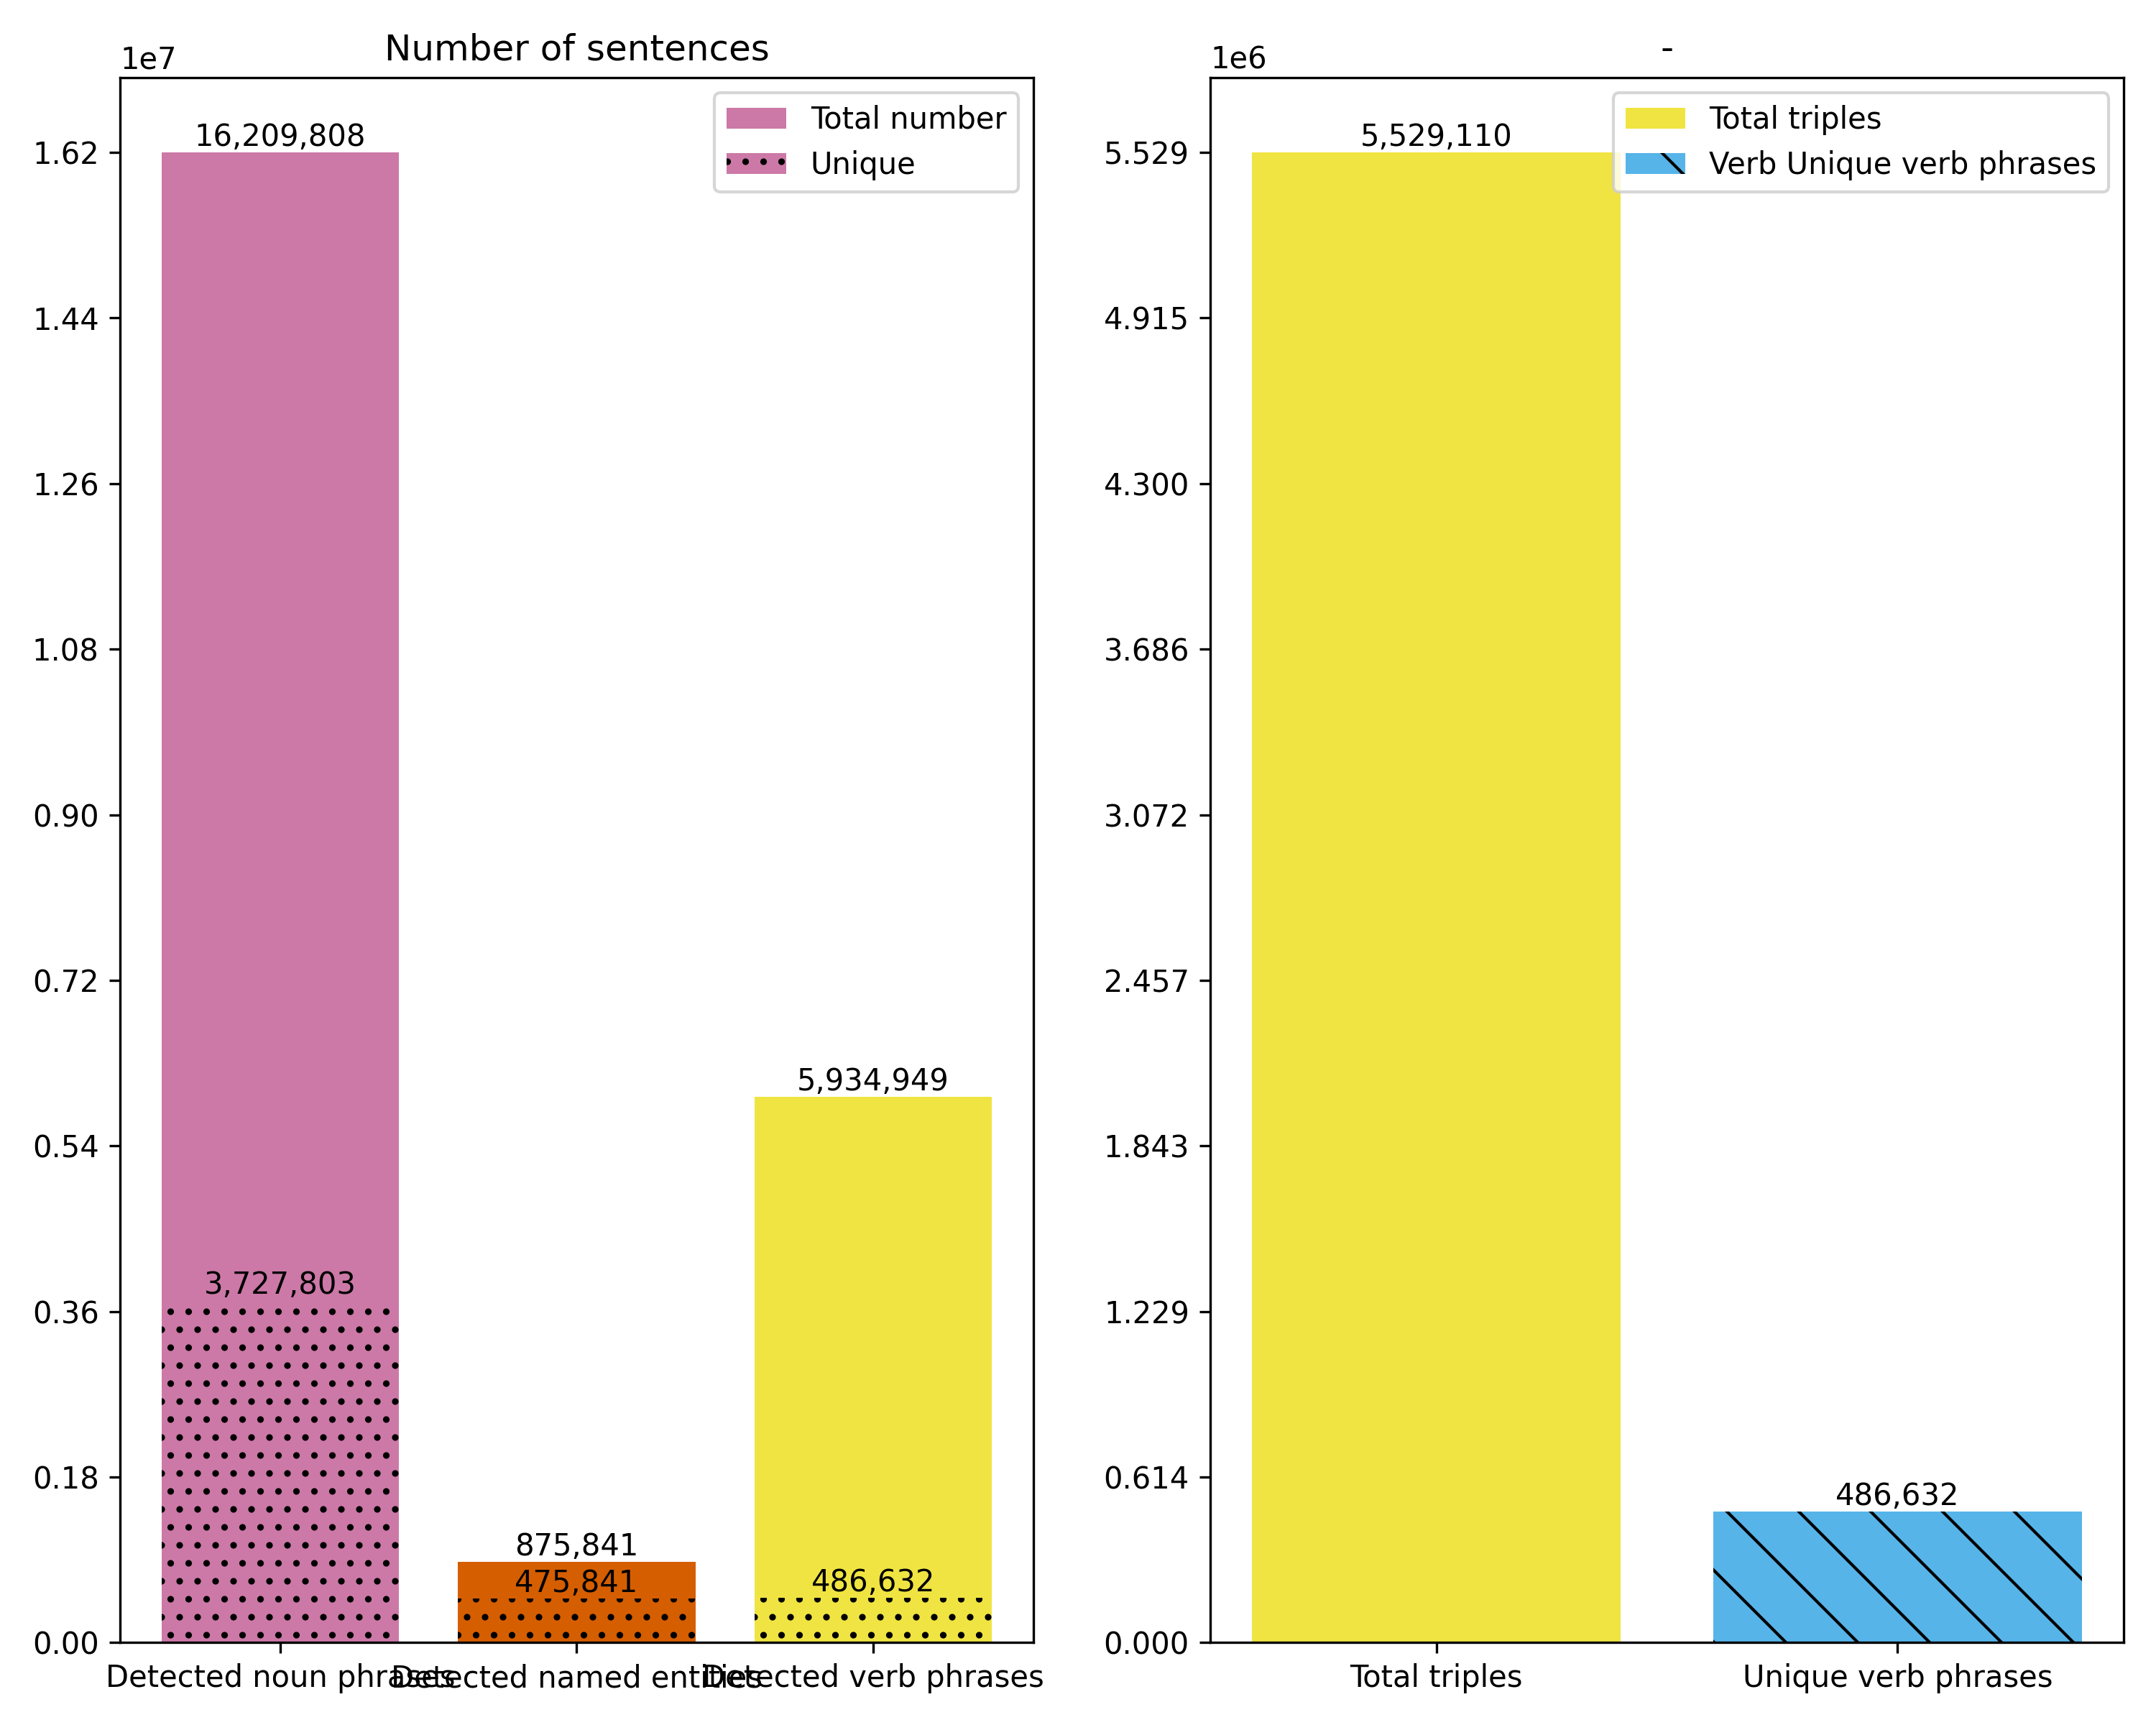 Number of sentences
1e7
Total number
Unique
16,209,808
3,727,803
875,841
475,841
5,934,949
486,632
1.62
1.44
1.26
1.08
0.90
0.72
0.54
0.36
0.18
0.00
Detected noun phrases
Detected named entities
Detected verb phrases
-
1e6
Total triples
Verb Unique verb phrases
5,529,110
486,632
5.529
4.915
4.300
3.686
3.072
2.457
1.843
1.229
0.614
0.000
Total triples
Unique verb phrases